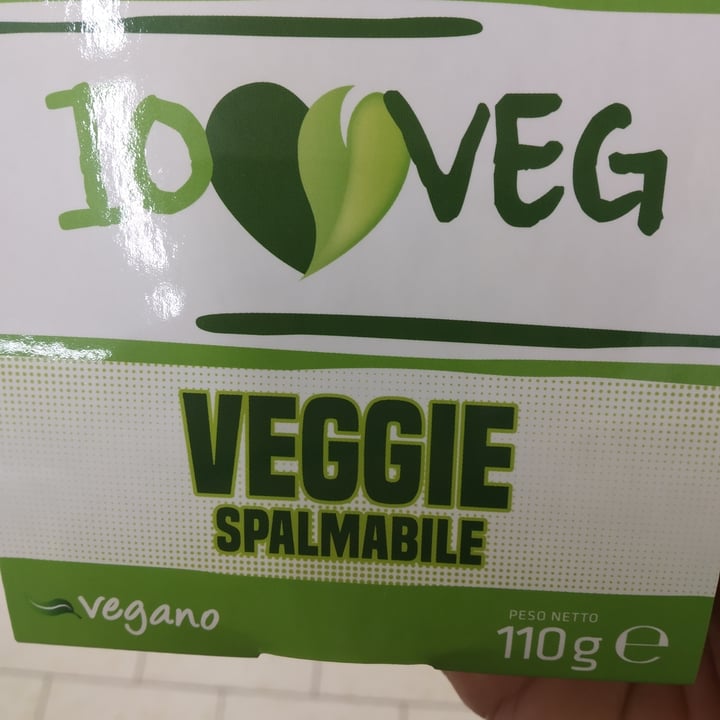 IO VEG
VEGGIE
SPALMABILE
vegano
PESO NETTO
110g ℮